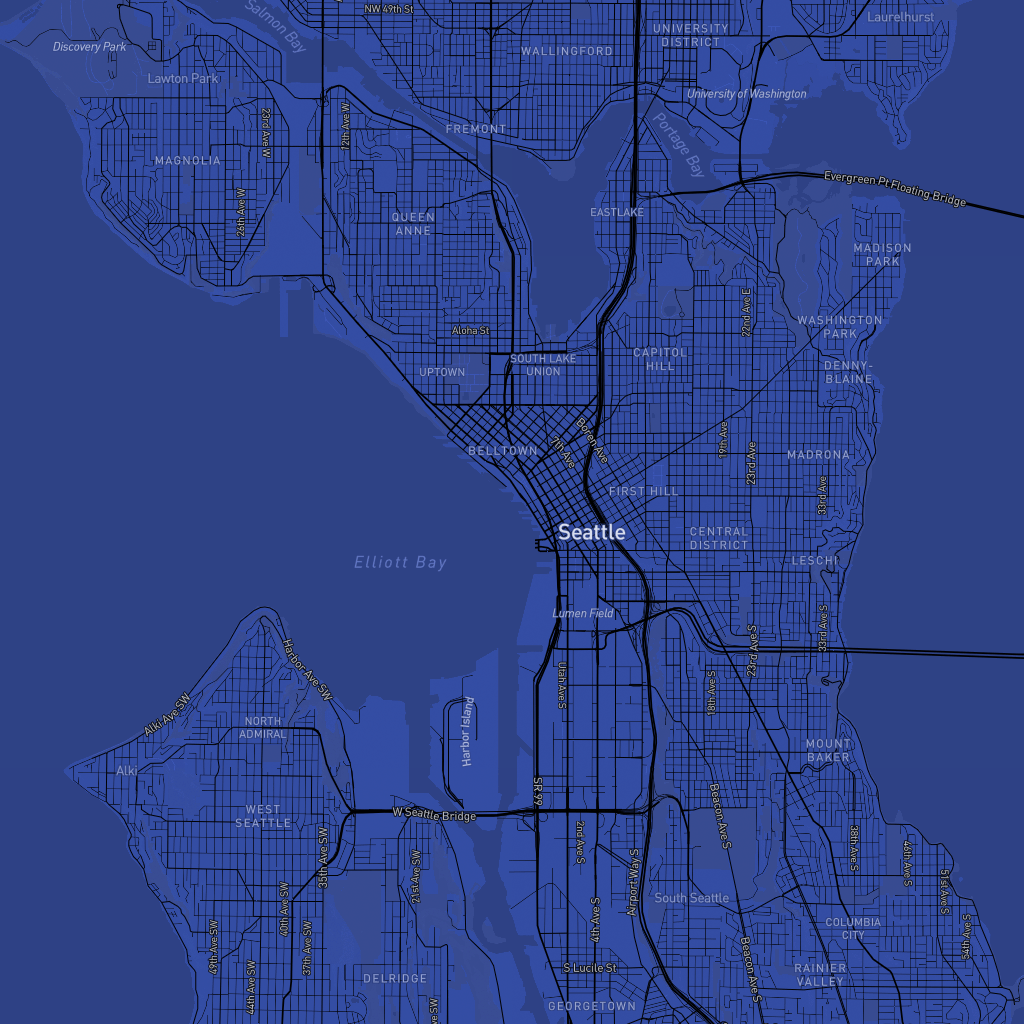 NW 49th St
Salmon Bay
Laurelhurst
Discovery Park
WALLINGFORD
UNIVERSITY
DISTRICT
Lawton Park
University of Washington
23rd Ave W
12th Ave W
FREMONT
Portage Bay
MAGNOLIA
Evergreen Pt Floating Bridge
26th Ave W
QUEEN
ANNE
EASTLAKE
MADISON
PARK
22nd Ave E
WASHINGTON
PARK
Aloha St
SOUTH LAKE
UNION
CAPITOL
HILL
UPTOWN
DENNY-
BLAINE
BELLTOWN
7th Ave
Boren Ave
19th Ave
23rd Ave
MADRONA
33rd Ave
FIRST HILL
Seattle
CENTRAL
DISTRICT
Elliott Bay
LESCHI
Lumen Field
33rd Ave S
23rd Ave S
Harbor Ave SW
Utah Ave S
18th Ave S
Alki Ave SW
NORTH
ADMIRAL
Harbor Island
MOUNT
BAKER
Alki
SR 99
WEST
SEATTLE
W Seattle Bridge
Beacon Ave S
2nd Ave S
35th Ave SW
21st Ave SW
38th Ave S
46th Ave S
51st Ave S
Airport Way S
South Seattle
40th Ave SW
4th Ave S
COLUMBIA
CITY
54th Ave S
49th Ave SW
37th Ave SW
Beacon Ave S
44th Ave SW
DELRIDGE
S Lucile St
RAINIER
VALLEY
GEORGETOWN
ve SW